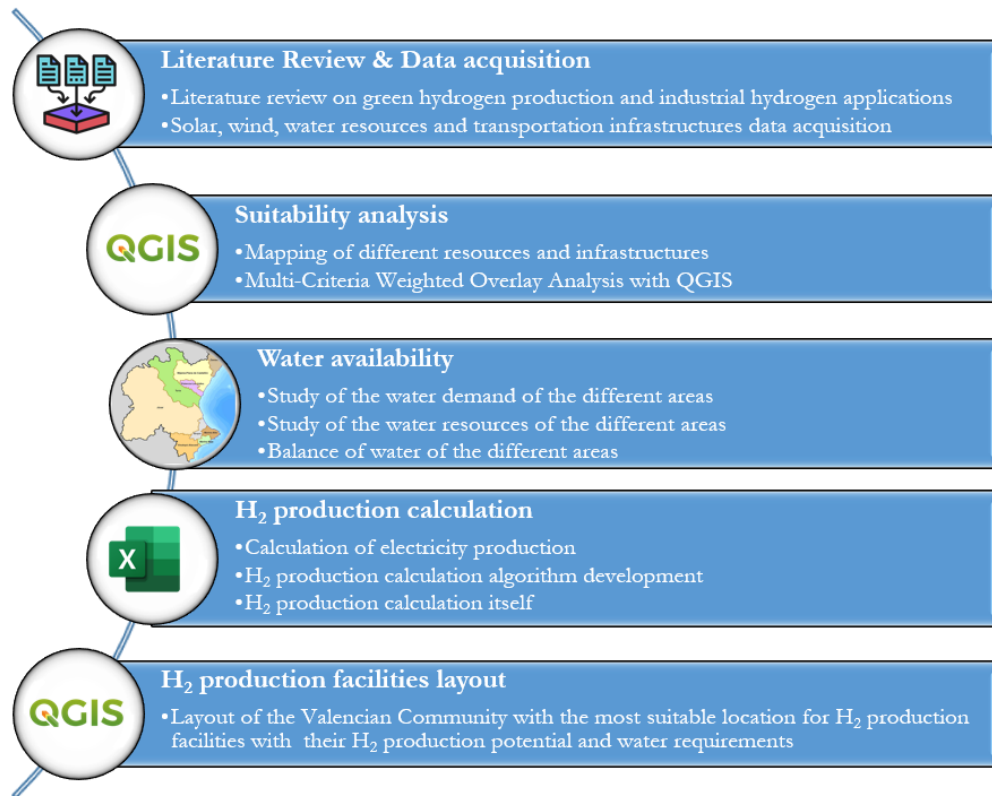 Literature Review & Data acquisition
•Literature review on green hydrogen production and industrial hydrogen applications
•Solar, wind, water resources and transportation infrastructures data acquisition
QGIS
Suitability analysis
•Mapping of different resources and infrastructures
•Multi-Criteria Weighted Overlay Analysis with QGIS
Water availability
•Study of the water demand of the different areas
•Study of the water resources of the different areas
•Balance of water of the different areas
X
H₂ production calculation
•Calculation of electricity production
•H₂ production calculation algorithm development
•H₂ production calculation itself
QGIS
H₂ production facilities layout
•Layout of the Valencian Community with the most suitable location for H₂ production
facilities with their H₂ production potential and water requirements